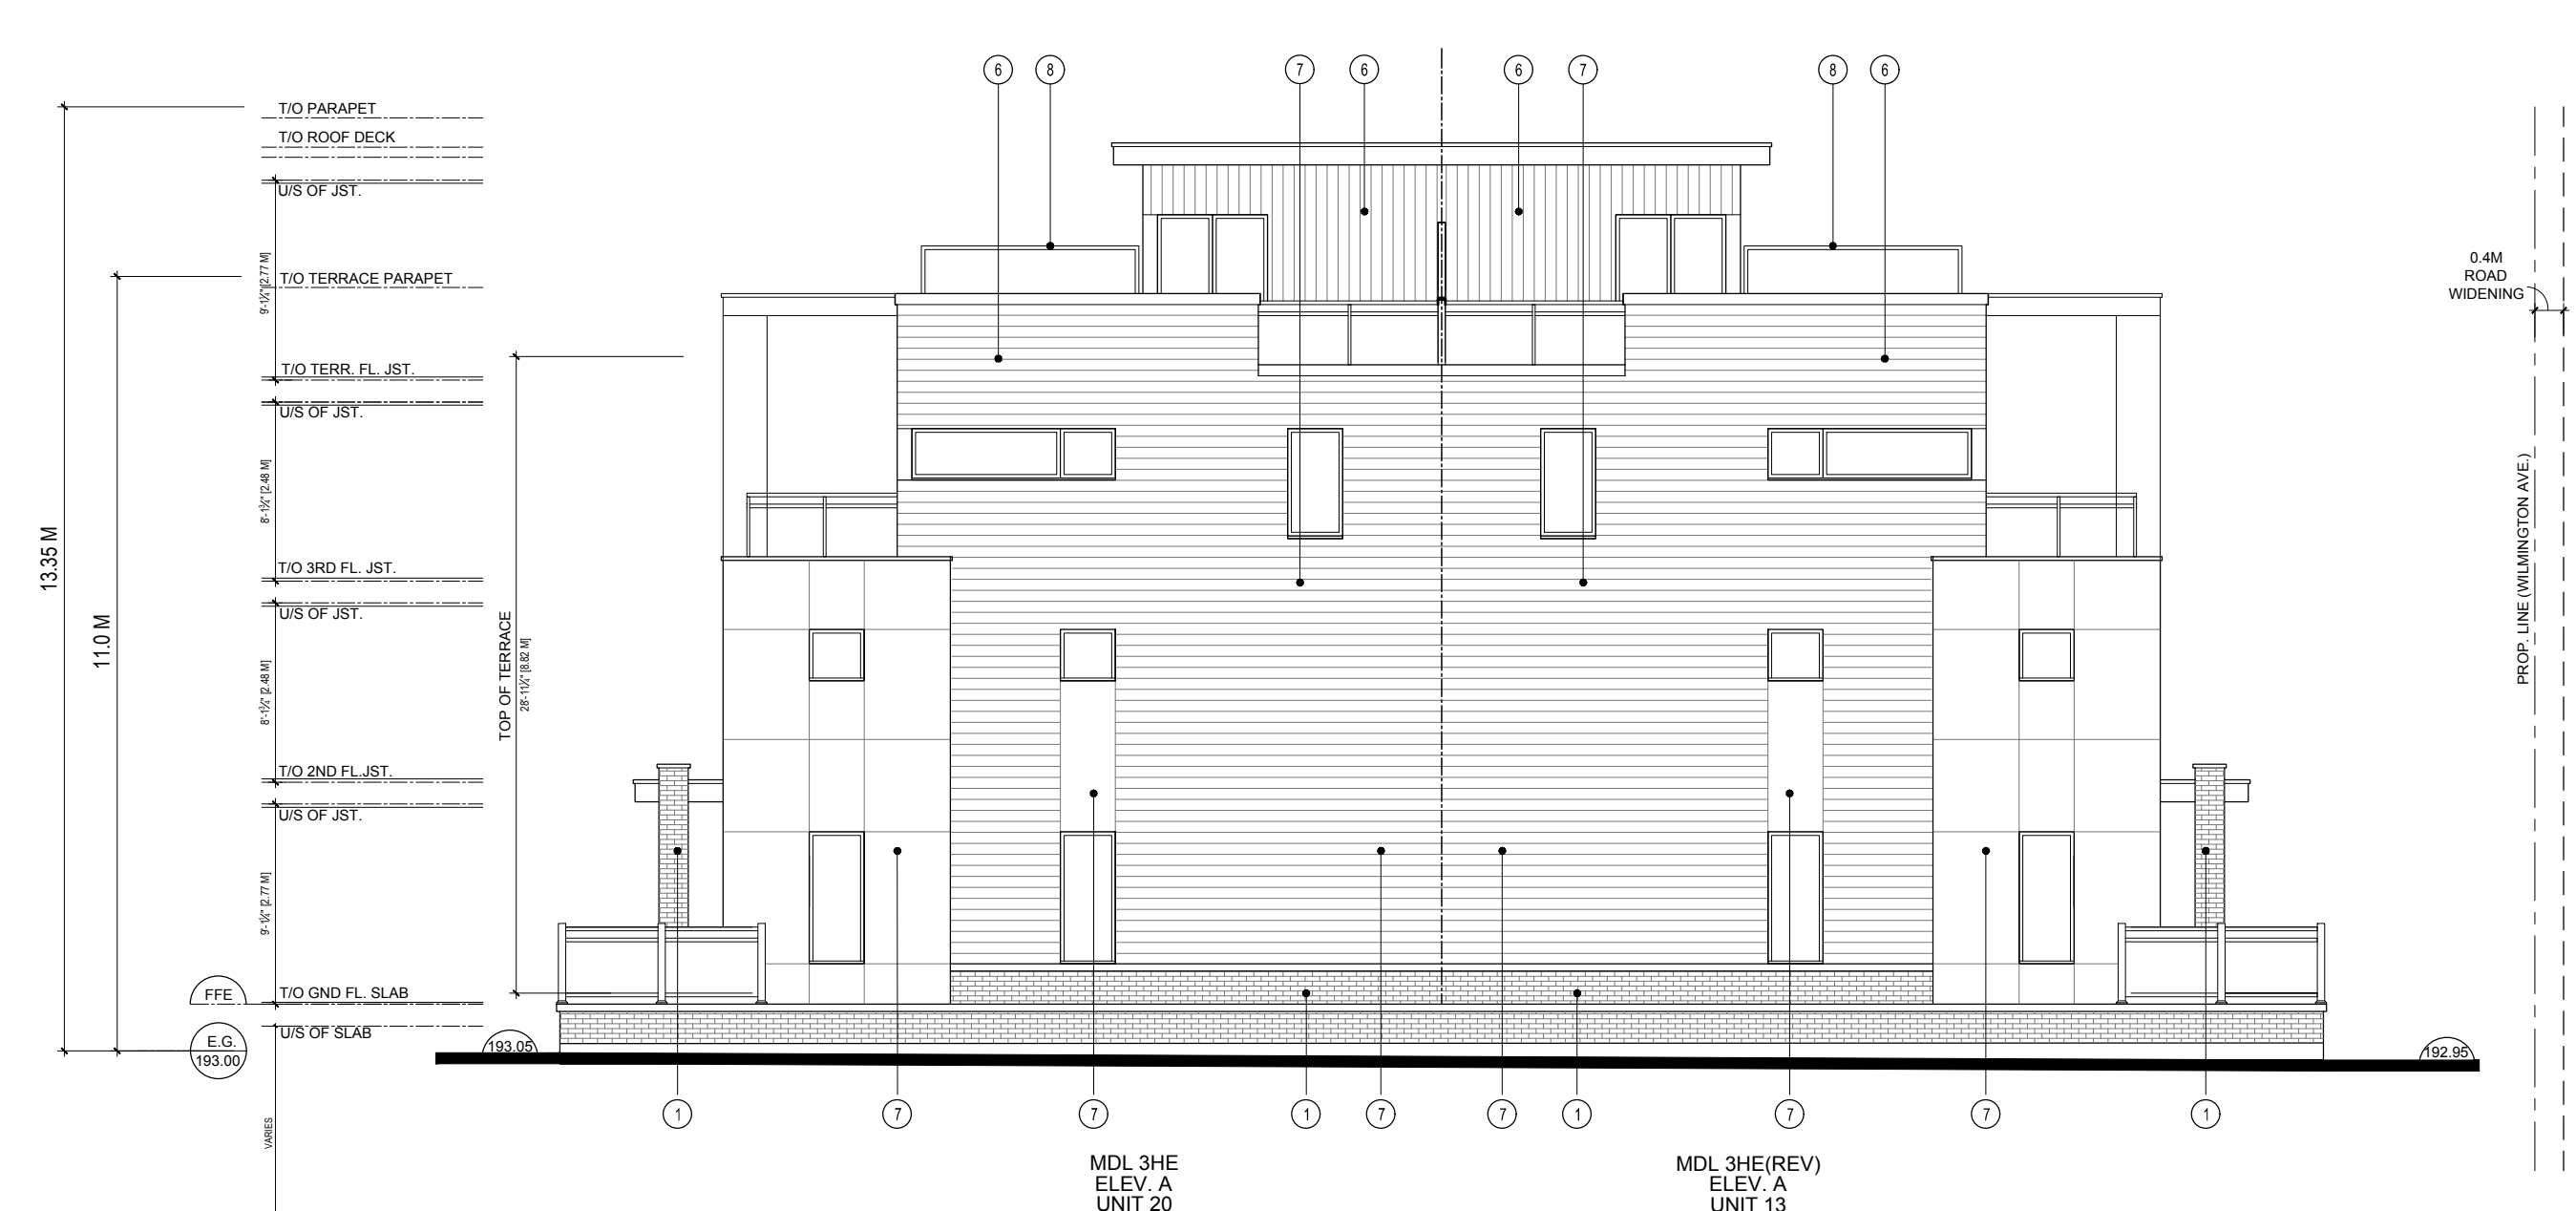 6 8 7 6 6 7 8 6
T/O PARAPET
T/O ROOF DECK
U/S OF JST.
9'-1¼" [2.77 M]
T/O TERRACE PARAPET
T/O TERR. FL. JST.
U/S OF JST.
8'-1¾" [2.48 M]
T/O 3RD FL. JST.
U/S OF JST.
8'-1¾" [2.48 M]
T/O 2ND FL.JST.
U/S OF JST.
9'-1¼" [2.77 M]
T/O GND FL. SLAB
U/S OF SLAB
VARIES
13.35 M
11.0 M
FFE
E.G.
193.00
TOP OF TERRACE
28'-11¼" [8.82 M]
193.05
192.95
0.4M
ROAD
WIDENING
PROP. LINE (WILMINGTON AVE.)
1 7 7 1 7 7 1 7 7 1
MDL 3HE
ELEV. A
UNIT 20
MDL 3HE(REV)
ELEV. A
UNIT 13